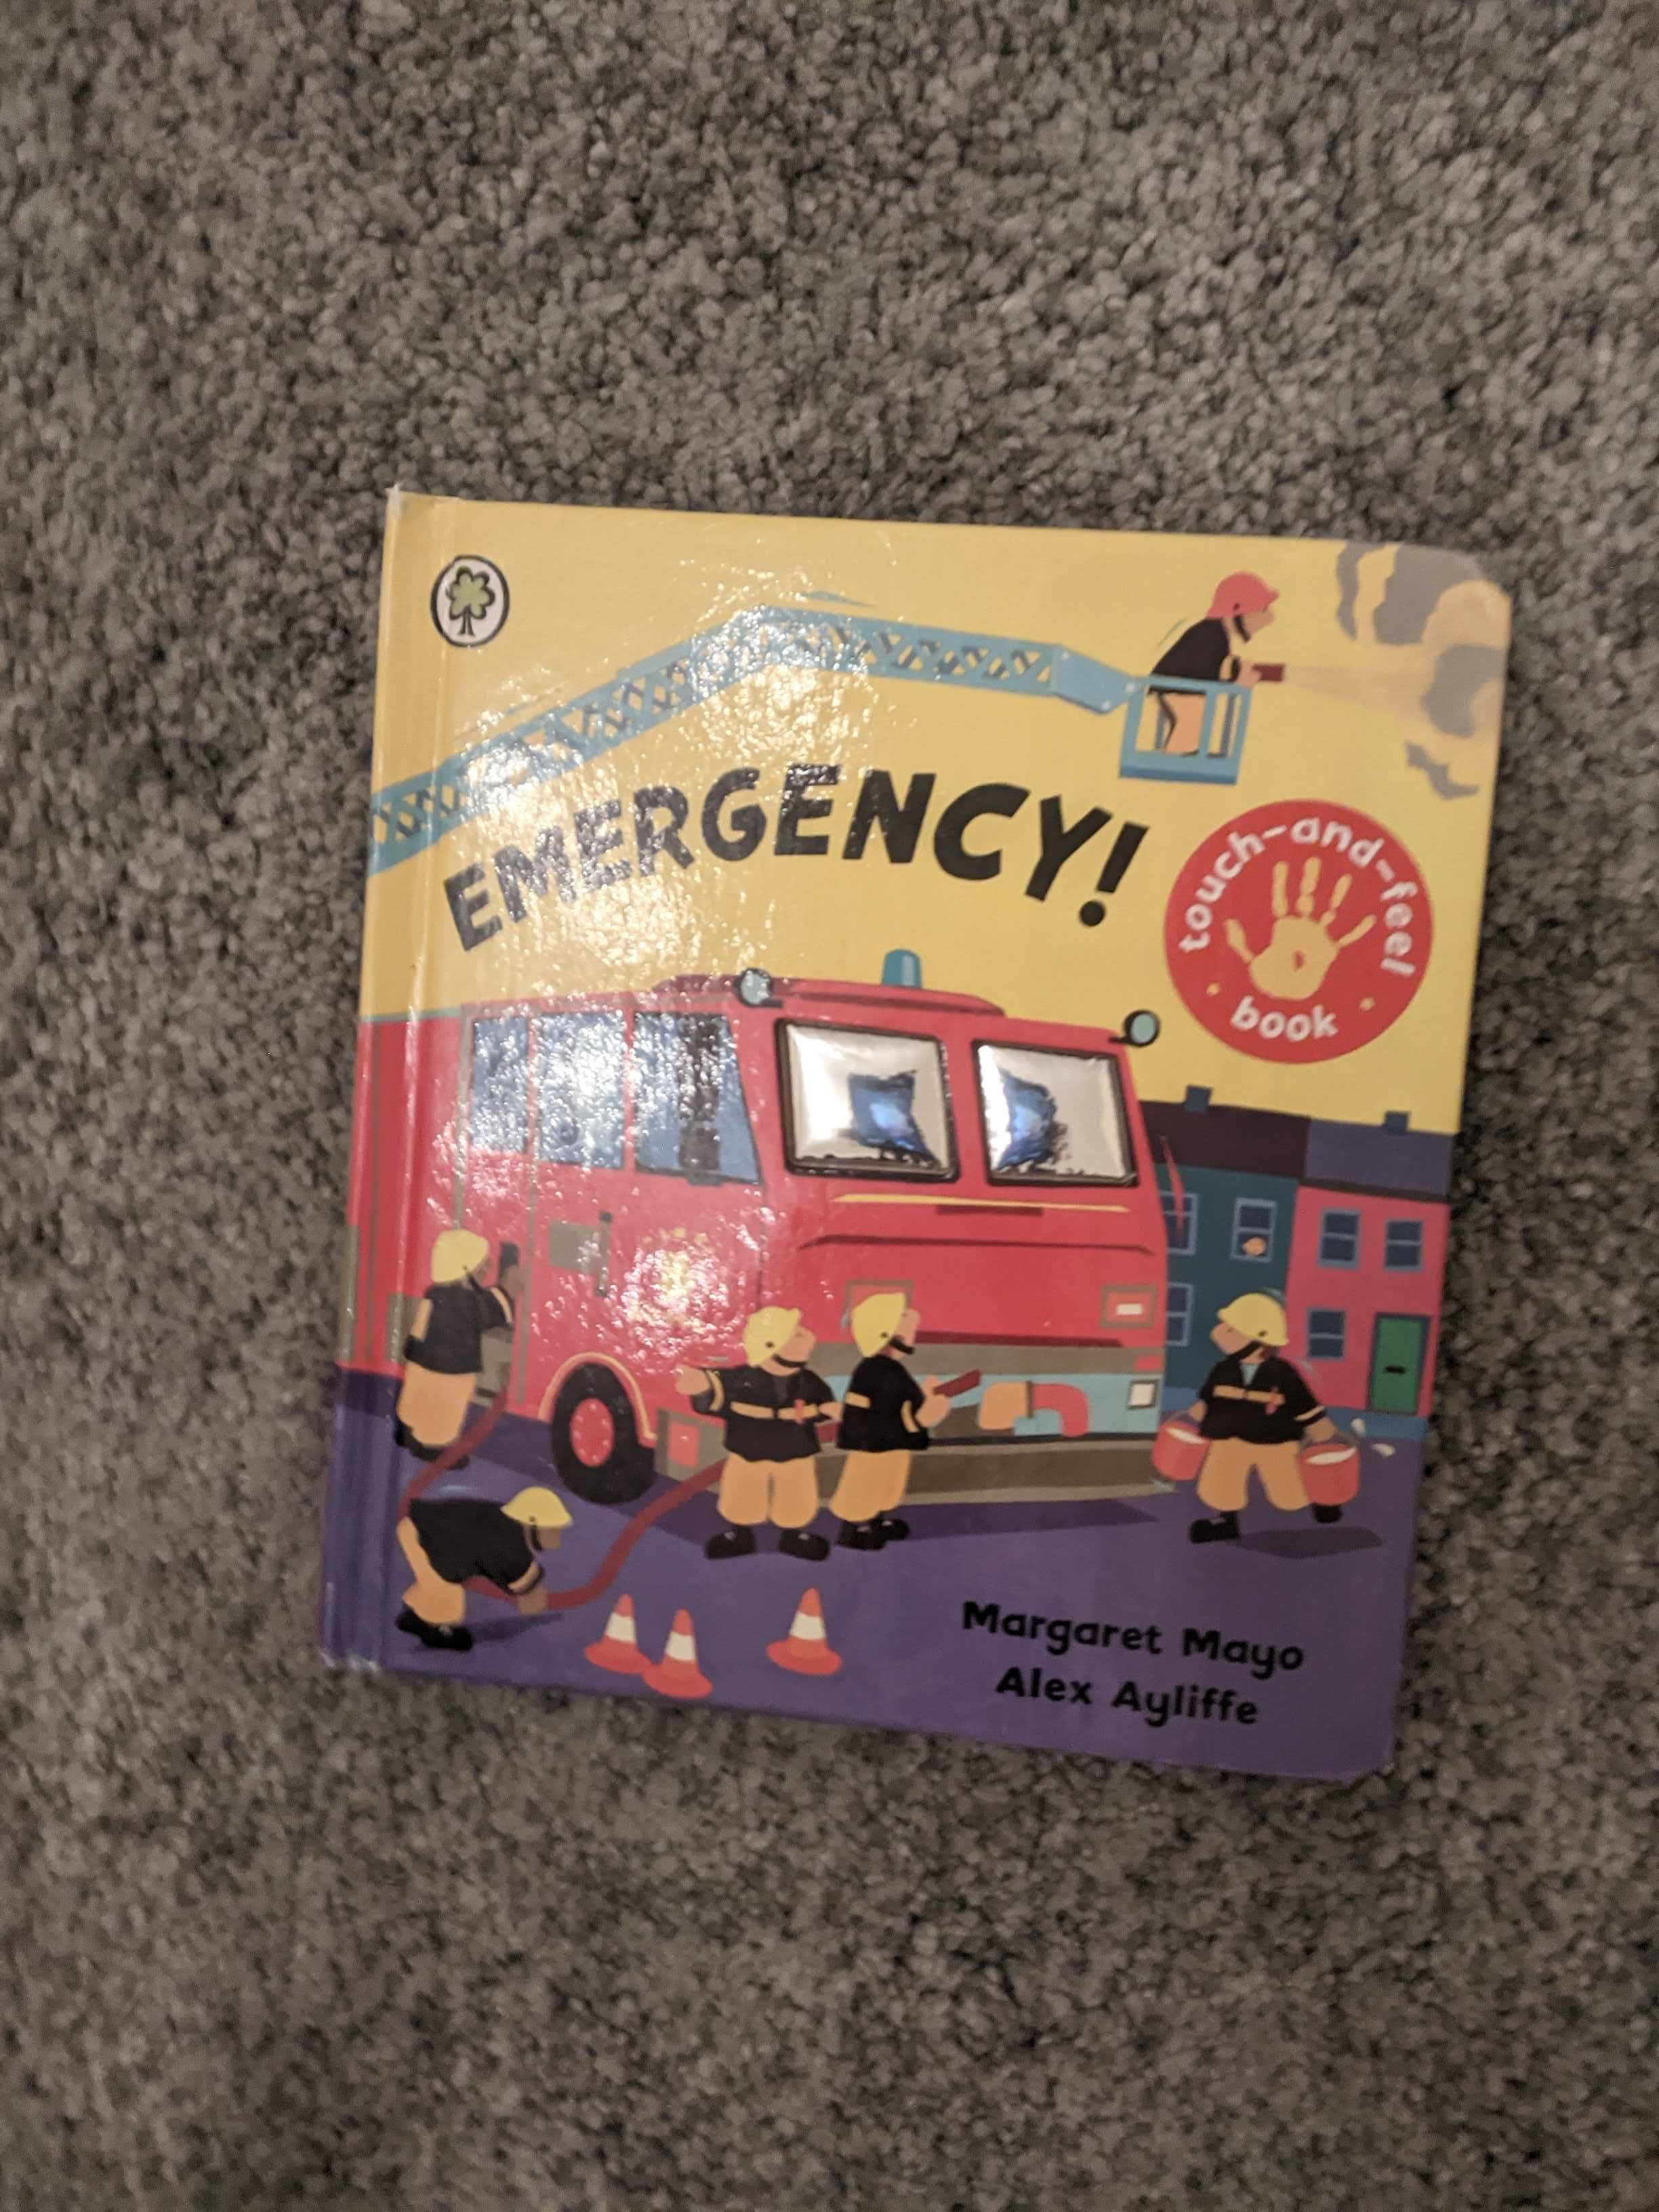 EMERGENCY!
touch-and-feel
book
Margaret Mayo
Alex Ayliffe